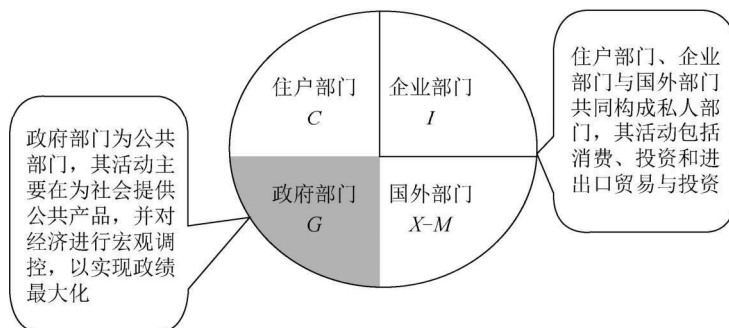 住户部门
C
企业部门
I
政府部门
G
国外部门
X-M
政府部门为公共
部门，其活动主
要在为社会提供
公共产品，并对
经济进行宏观调
控，以实现政绩
最大化
住户部门、企业
部门与国外部门
共同构成私人部
门，其活动包括
消费、投资和进
出口贸易与投资